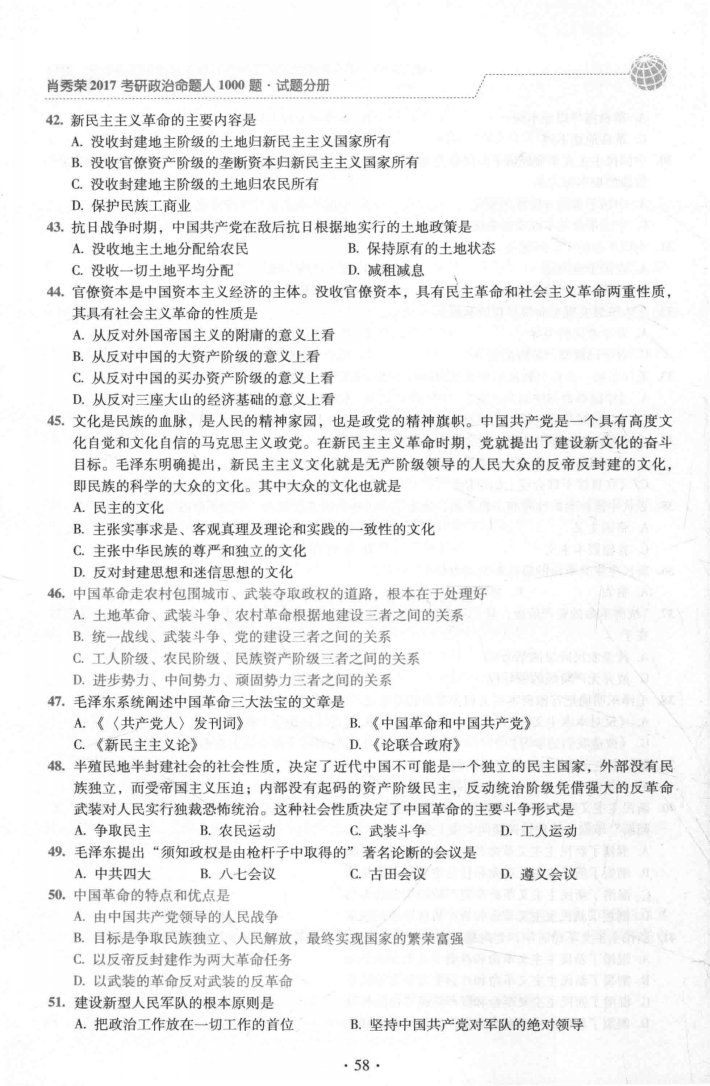 肖秀荣2017考研政治命题人1000题·试题分册
42. 新民主主义革命的主要内容是
A. 没收封建地主阶级的土地归新民主主义国家所有
B. 没收官僚资产阶级的垄断资本归新民主主义国家所有
C. 没收封建地主阶级的土地归农民所有
D. 保护民族工商业
43. 抗日战争时期，中国共产党在敌后抗日根据地实行的土地政策是
A. 没收地主土地分配给农民 B. 保持原有的土地状态
C. 没收一切土地平均分配 D. 减租减息
44. 官僚资本是中国资本主义经济的主体。没收官僚资本，具有民主革命和社会主义革命两重性质，
其具有社会主义革命的性质是
A. 从反对外国帝国主义的附庸的意义上看
B. 从反对中国的大资产阶级的意义上看
C. 从反对中国的买办资产阶级的意义上看
D. 从反对三座大山的经济基础的意义上看
45. 文化是民族的血脉，是人民的精神家园，也是政党的精神旗帜。中国共产党是一个具有高度文
化自觉和文化自信的马克思主义政党。在新民主主义革命时期，党就提出了建设新文化的奋斗
目标。毛泽东明确提出，新民主主义文化就是无产阶级领导的人民大众的反帝反封建的文化，
即民族的科学的大众的文化。其中大众的文化也就是
A. 民主的文化
B. 主张实事求是、客观真理及理论和实践的一致性的文化
C. 主张中华民族的尊严和独立的文化
D. 反对封建思想和迷信思想的文化
46. 中国革命走农村包围城市、武装夺取政权的道路，根本在于处理好
A. 土地革命、武装斗争、农村革命根据地建设三者之间的关系
B. 统一战线、武装斗争、党的建设三者之间的关系
C. 工人阶级、农民阶级、民族资产阶级三者之间的关系
D. 进步势力、中间势力、顽固势力三者之间的关系
47. 毛泽东系统阐述中国革命三大法宝的文章是
A.《〈共产党人〉发刊词》 B.《中国革命和中国共产党》
C.《新民主主义论》 D.《论联合政府》
48. 半殖民地半封建社会的社会性质，决定了近代中国不可能是一个独立的民主国家，外部没有民
族独立，而受帝国主义压迫；内部没有起码的资产阶级民主，反动统治阶级凭借强大的反革命
武装对人民实行独裁恐怖统治。这种社会性质决定了中国革命的主要斗争形式是
A. 争取民主 B. 农民运动 C. 武装斗争 D. 工人运动
49. 毛泽东提出“须知政权是由枪杆子中取得的”著名论断的会议是
A. 中共四大 B. 八七会议 C. 古田会议 D. 遵义会议
50. 中国革命的特点和优点是
A. 由中国共产党领导的人民战争
B. 目标是争取民族独立、人民解放，最终实现国家的繁荣富强
C. 以反帝反封建作为两大革命任务
D. 以武装的革命反对武装的反革命
51. 建设新型人民军队的根本原则是
A. 把政治工作放在一切工作的首位 B. 坚持中国共产党对军队的绝对领导
· 58 ·